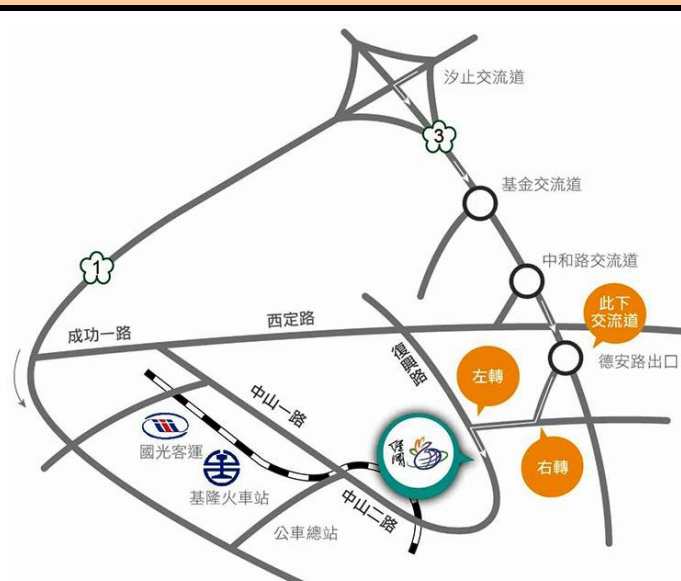 汐止交流道
3
基金交流道
中和路交流道
1
此下
交流道
西定路
成功一路
德安路出口
復興路
左轉
中山一路
國光客運
右轉
基隆火車站
中山二路
公車總站